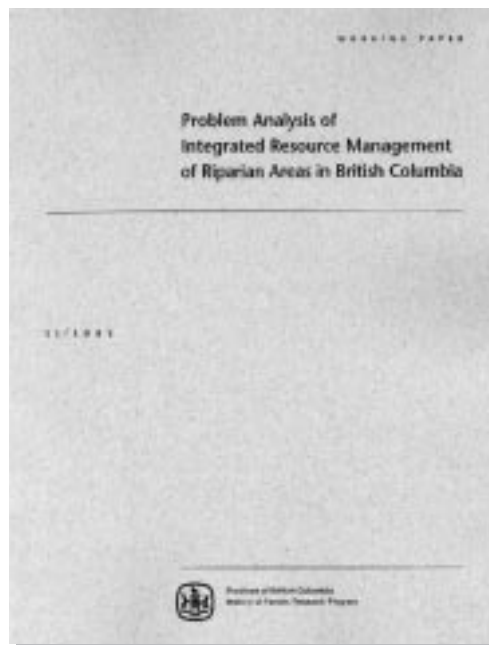 WORKING PAPER
Problem Analysis of
Integrated Resource Management
of Riparian Areas in British Columbia
Province of British Columbia
Ministry of Forests Research Program